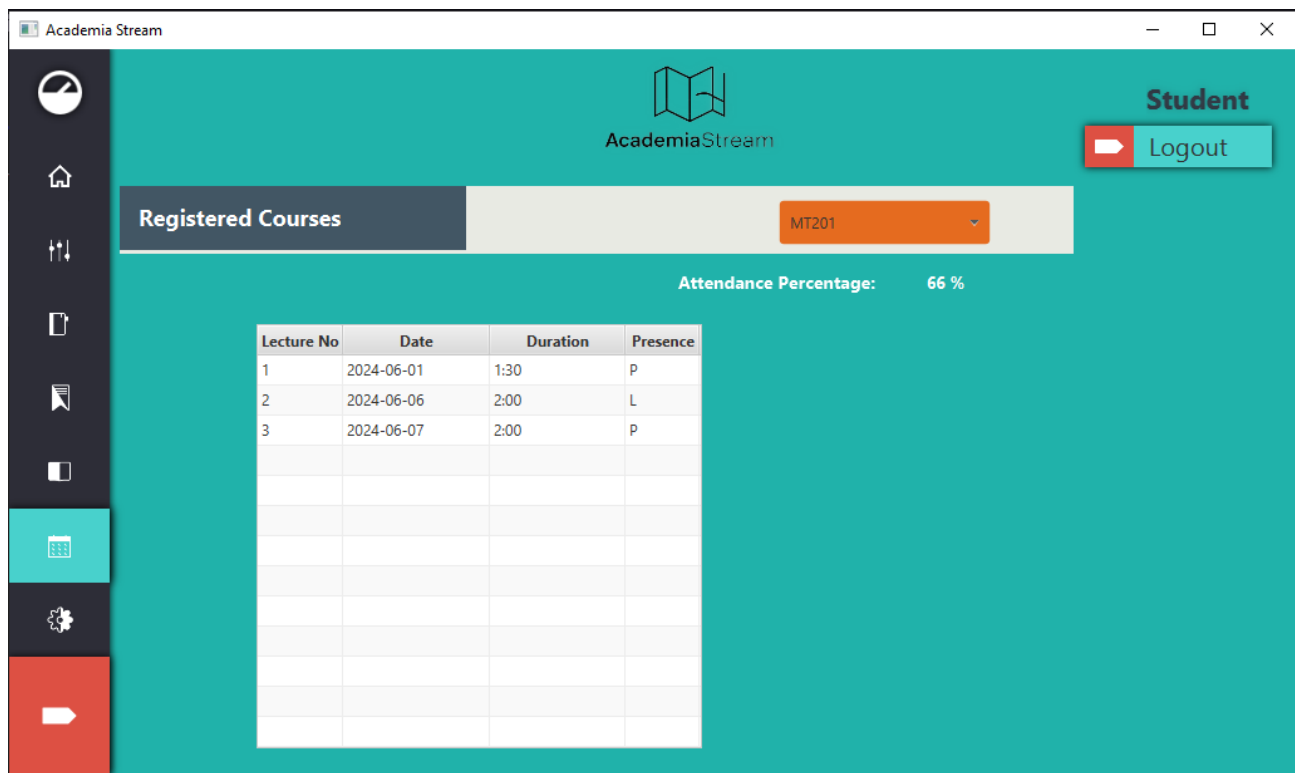 Academia Stream
AcademiaStream
Student
Logout
Registered Courses
MT201
Attendance Percentage: 66 %
Lecture No Date Duration Presence
1 2024-06-01 1:30 P
2 2024-06-06 2:00 L
3 2024-06-07 2:00 P